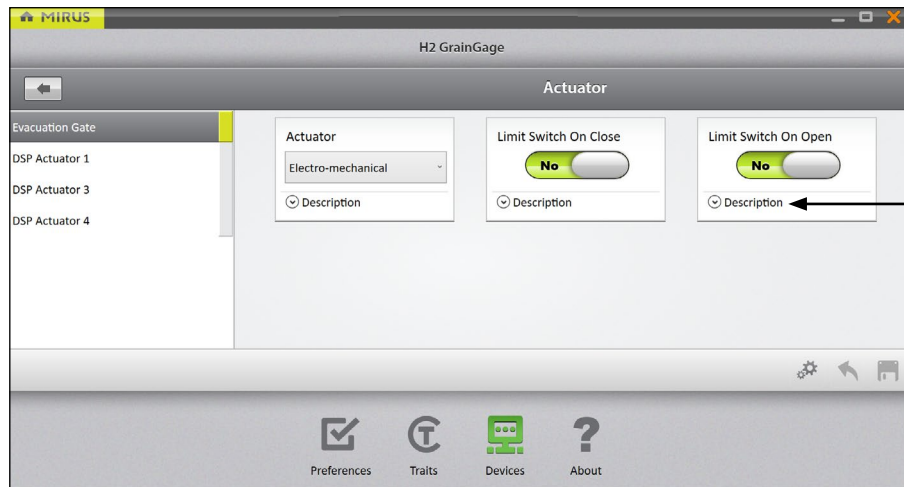 MIRUS
H2 GrainGage
Actuator
Evacuation Gate
DSP Actuator 1
DSP Actuator 3
DSP Actuator 4
Actuator
Electro-mechanical
Description
Limit Switch On Close
No
Description
Limit Switch On Open
No
Description
Preferences
Traits
Devices
About